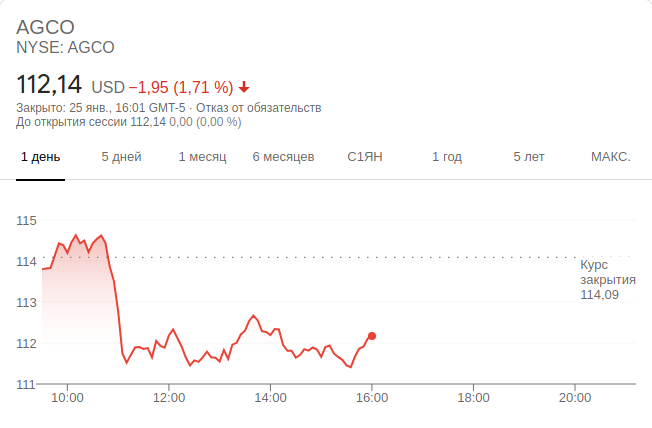 AGCO
NYSE: AGCO
112,14 USD −1,95 (1,71 %)
Закрыто: 25 янв., 16:01 GMT-5 · Отказ от обязательств
До открытия сессии 112,14 0,00 (0,00 %)
1 день 5 дней 1 месяц 6 месяцев С1ЯН 1 год 5 лет МАКС.
115
114
Курс
закрытия
114,09
113
112
111
10:00 12:00 14:00 16:00 18:00 20:00